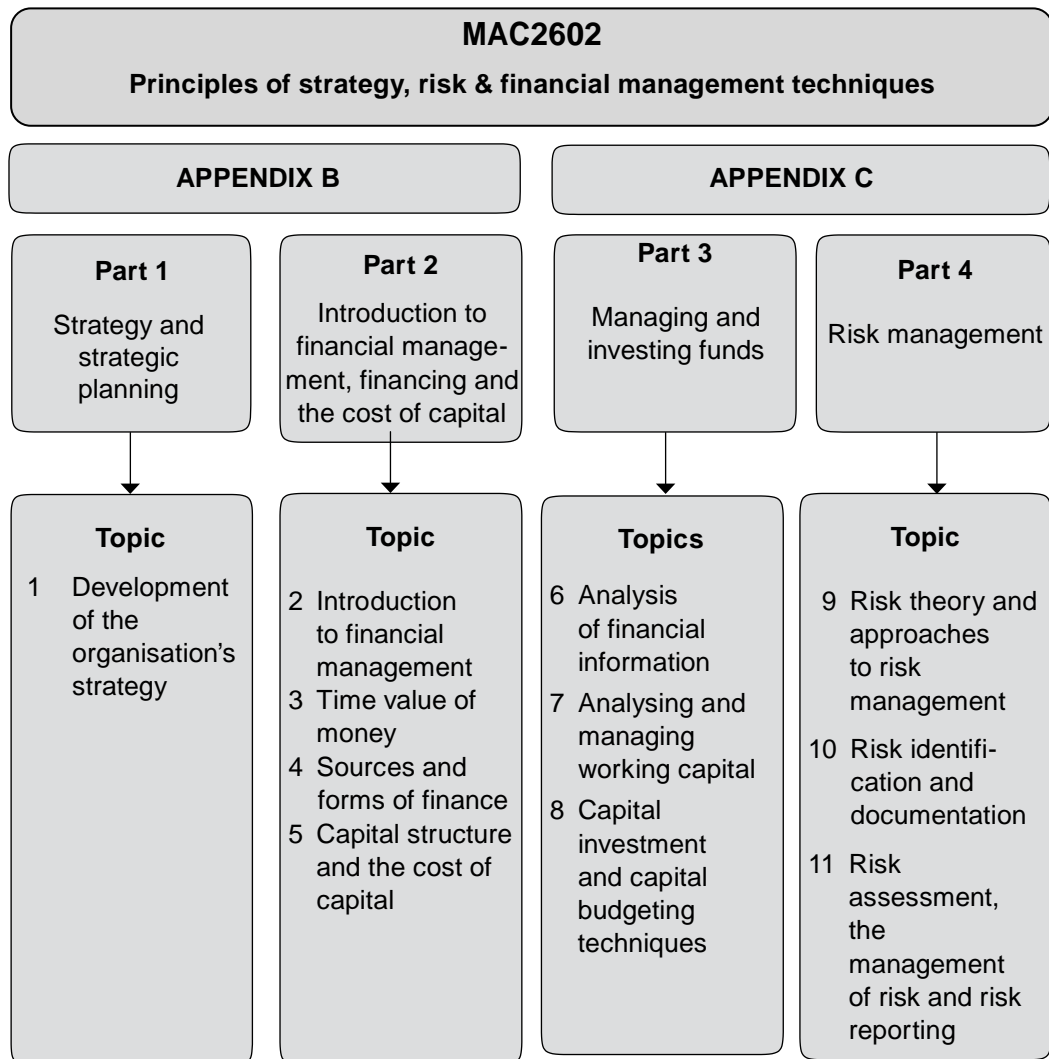 MAC2602
Principles of strategy, risk & financial management techniques
APPENDIX B
APPENDIX C
Part 1
Strategy and
strategic
planning
Part 2
Introduction to
financial manage-
ment, financing and
the cost of capital
Part 3
Managing and
investing funds
Part 4
Risk management
Topic
1 Development
of the
organisation’s
strategy
Topic
2 Introduction
to financial
management
3 Time value of
money
4 Sources and
forms of finance
5 Capital structure
and the cost of
capital
Topics
6 Analysis
of financial
information
7 Analysing and
managing
working capital
8 Capital
investment
and capital
budgeting
techniques
Topic
9 Risk theory and
approaches
to risk
management
10 Risk identifi-
cation and
documentation
11 Risk
assessment,
the
management
of risk and risk
reporting